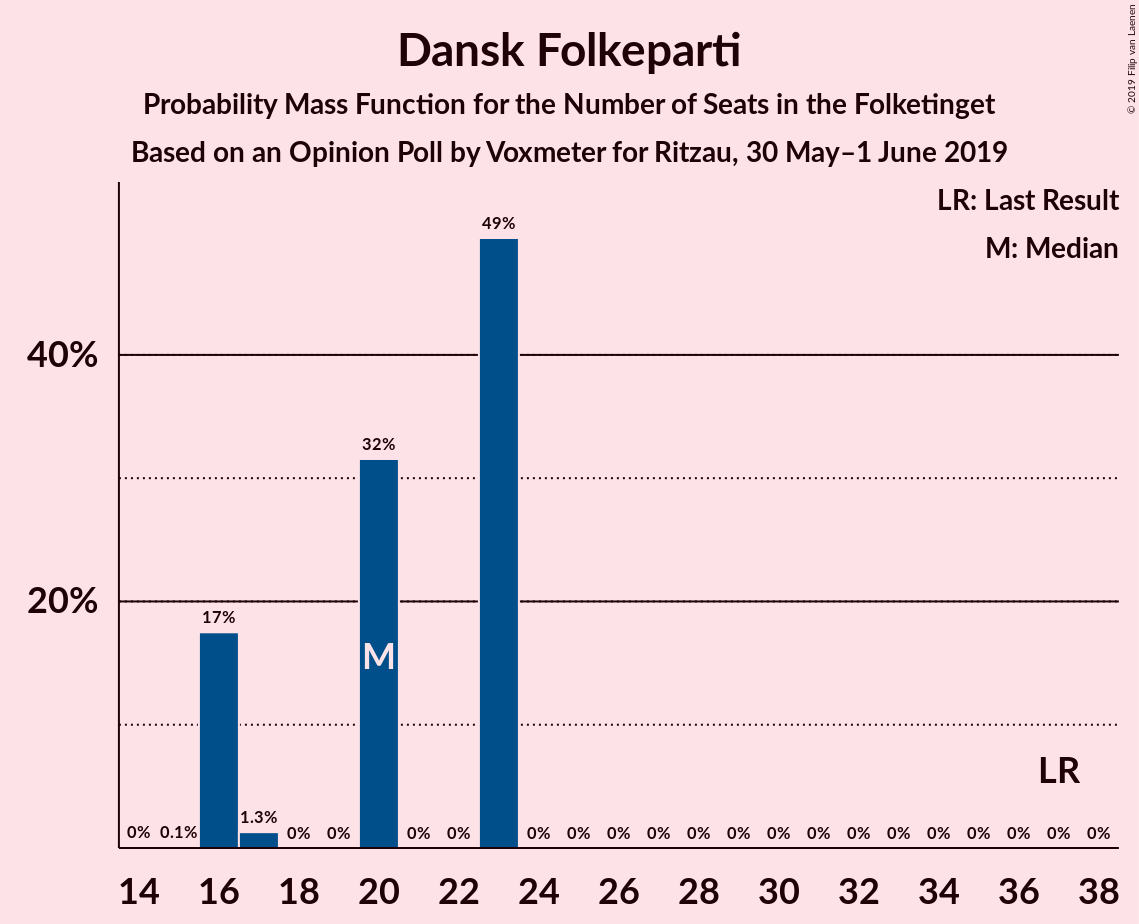 Dansk Folkeparti
Probability Mass Function for the Number of Seats in the Folketinget
Based on an Opinion Poll by Voxmeter for Ritzau, 30 May–1 June 2019
© 2019 Filip van Laenen
LR: Last Result
M: Median
49%
40%
32%
20%
17%
M
LR
0% 0.1% 1.3% 0% 0% 0% 0% 0% 0% 0% 0% 0% 0% 0% 0% 0% 0% 0% 0% 0% 0% 0%
14 16 18 20 22 24 26 28 30 32 34 36 38